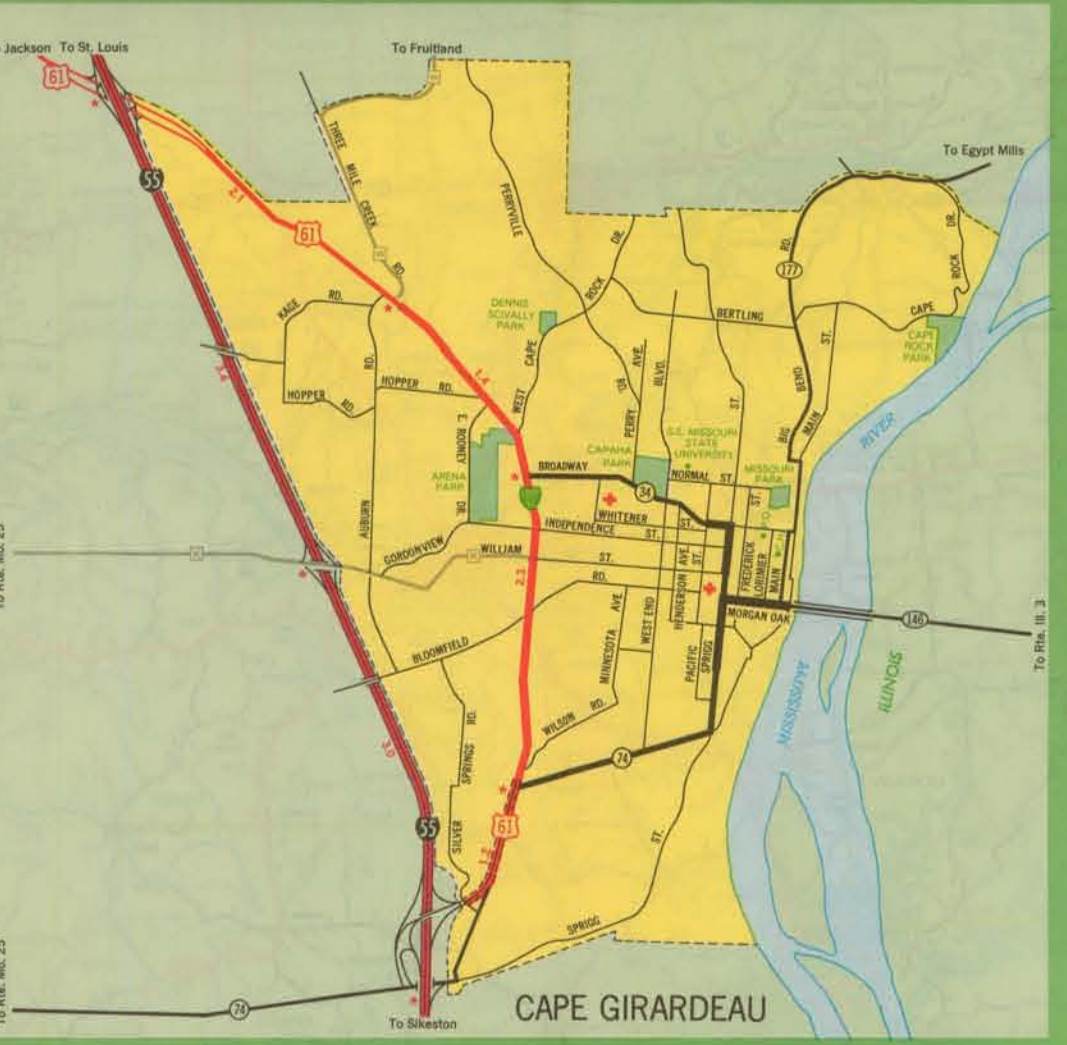 Jackson To St. Louis
To Fruitland
61
W
To Egypt Mills
55
THREE MILE CREEK RD.
2.1
61
W
PERRYVILLE
RD.
177
BIG BEND RD.
CAPE ROCK DR.
KAGE RD.
DENNIS
SCIVALLY
PARK
WEST CAPE ROCK DR.
BERTLING ST.
CAPE
ROCK
PARK
HOPPER RD.
HOPPER RD.
1.4
PERRY AVE.
BLVD.
ST.
MAIN
RIVER
E. ROONEY DR.
ARENA
PARK
CAPAHA
PARK
S.E. MISSOURI
STATE
UNIVERSITY
BROADWAY
NORMAL ST.
MISSOURI
PARK
34
WHITENER ST.
ST.
P.O.
AUBURN RD.
INDEPENDENCE ST.
GORDONVIEW
K
K
WILLIAM ST.
2.3
RD.
HENDERSON AVE.
ST.
FREDERICK
LORIMIER
MAIN
MORGAN OAK
146
To Rte. Ill. 3
BLOOMFIELD
MINNESOTA AVE
WEST END
PACIFIC
SPRIGG
MISSISSIPPI
ILLINOIS
WILSON RD.
3.0
74
SILVER SPRINGS RD.
55
61
1.2
SPRIGG ST.
74
To Sikeston
CAPE GIRARDEAU